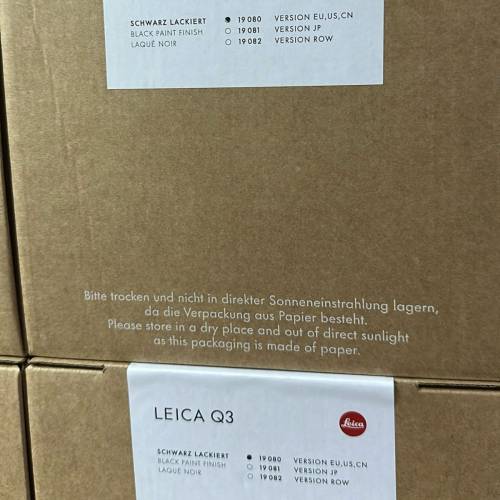 SCHWARZ LACKIERT
BLACK PAINT FINISH
LAQUÉ NOIR
19 080 VERSION EU,US,CN
19 081 VERSION JP
19 082 VERSION ROW
Bitte trocken und nicht in direkter Sonneneinstrahlung lagern,
da die Verpackung aus Papier besteht.
Please store in a dry place and out of direct sunlight
as this packaging is made of paper.
LEICA Q3
Leica
SCHWARZ LACKIERT
BLACK PAINT FINISH
LAQUÉ NOIR
19 080 VERSION EU,US,CN
19 081 VERSION JP
19 082 VERSION ROW